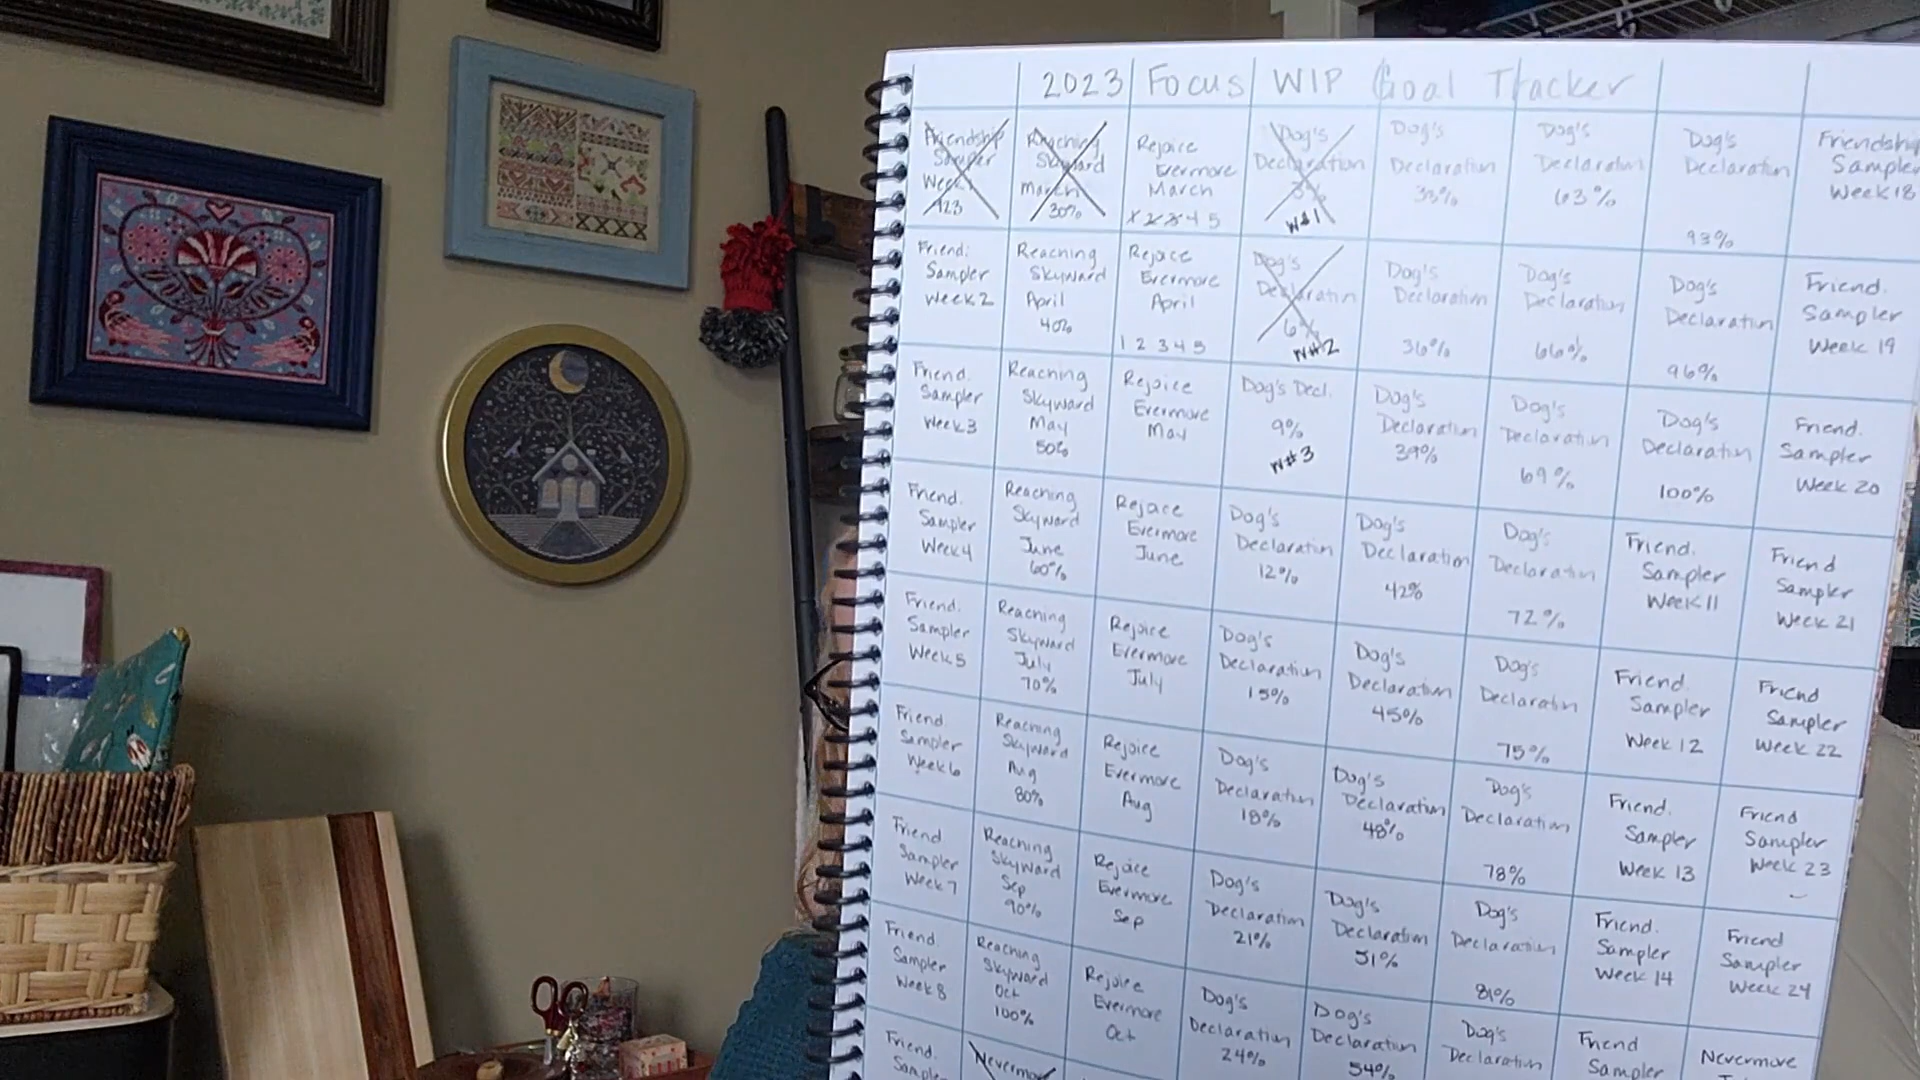 2023 Focus WIP Goal Tracker
Friendship
Sampler
Week 1
123
Reaching
Skyward
march
30%
Rejoice
Evermore
March
X 2 3 4 5
Dog's
Declaration
3%
W#1
Dog's
Declaration
33%
Dog's
Declaration
63%
Dog's
Declaration
93%
Friendship
Sampler
Week 18
Friend.
Sampler
Week 2
Reaching
Skyward
April
40%
Rejoice
Evermore
April
1 2 3 4 5
Dog's
Declaration
6%
W#2
Dog's
Declaration
36%
Dog's
Declaration
66%
Dog's
Declaration
96%
Friend.
Sampler
Week 19
Friend.
Sampler
Week 3
Reaching
Skyward
May
50%
Rejoice
Evermore
May
Dog's Decl.
9%
W#3
Dog's
Declaration
39%
Dog's
Declaration
69%
Dog's
Declaration
100%
Friend.
Sampler
Week 20
Friend.
Sampler
Week 4
Reaching
Skyward
June
60%
Rejoice
Evermore
June
Dog's
Declaration
12%
Dog's
Declaration
42%
Dog's
Declaration
72%
Friend.
Sampler
Week 11
Friend
Sampler
Week 21
Friend.
Sampler
Week 5
Reaching
Skyward
July
70%
Rejoice
Evermore
July
Dog's
Declaration
15%
Dog's
Declaration
45%
Dog's
Declaration
75%
Friend.
Sampler
Week 12
Friend
Sampler
Week 22
Friend.
Sampler
Week 6
Reaching
Skyward
Aug
80%
Rejoice
Evermore
Aug
Dog's
Declaration
18%
Dog's
Declaration
48%
Dog's
Declaration
78%
Friend.
Sampler
Week 13
Friend
Sampler
Week 23
Friend
Sampler
Week 7
Reaching
Skyward
Sep
90%
Rejoice
Evermore
Sep
Dog's
Declaration
21%
Dog's
Declaration
51%
Dog's
Declaration
81%
Friend.
Sampler
Week 14
Friend
Sampler
Week 24
Friend.
Sampler
Week 8
Reaching
Skyward
Oct
100%
Rejoice
Evermore
Oct
Dog's
Declaration
24%
Dog's
Declaration
54%
Dog's
Declaration
Friend
Sampler
Nevermore
Friend.
Sampler
Nevermore